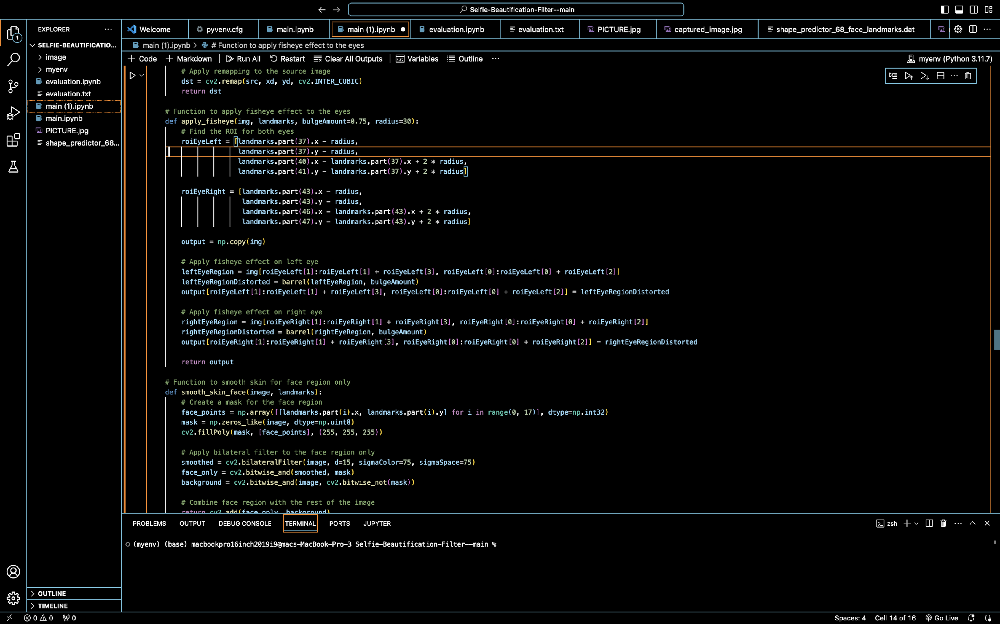 Selfie-Beautification-Filter--main
EXPLORER
Welcome
pyvenv.cfg
main.ipynb
main (1).ipynb
evaluation.ipynb
evaluation.txt
PICTURE.jpg
captured_image.jpg
shape_predictor_68_face_landmarks.dat
1
SELFIE-BEAUTIFICATIO...
image
myenv
evaluation.ipynb
evaluation.txt
main (1).ipynb
main.ipynb
PICTURE.jpg
shape_predictor_68...
main (1).ipynb > # Function to apply fisheye effect to the eyes
+ Code + Markdown | Run All Restart Clear All Outputs | Variables Outline ...
myenv (Python 3.11.7)
# Apply remapping to the source image
dst = cv2.remap(src, xd, yd, cv2.INTER_CUBIC)
return dst
# Function to apply fisheye effect to the eyes
def apply_fisheye(img, landmarks, bulgeAmount=0.75, radius=30):
# Find the ROI for both eyes
roiEyeLeft = [landmarks.part(37).x - radius,
landmarks.part(37).y - radius,
landmarks.part(40).x - landmarks.part(37).x + 2 * radius,
landmarks.part(41).y - landmarks.part(37).y + 2 * radius]
roiEyeRight = [landmarks.part(43).x - radius,
landmarks.part(43).y - radius,
landmarks.part(46).x - landmarks.part(43).x + 2 * radius,
landmarks.part(47).y - landmarks.part(43).y + 2 * radius]
output = np.copy(img)
# Apply fisheye effect on left eye
leftEyeRegion = img[roiEyeLeft[1]:roiEyeLeft[1] + roiEyeLeft[3], roiEyeLeft[0]:roiEyeLeft[0] + roiEyeLeft[2]]
leftEyeRegionDistorted = barrel(leftEyeRegion, bulgeAmount)
output[roiEyeLeft[1]:roiEyeLeft[1] + roiEyeLeft[3], roiEyeLeft[0]:roiEyeLeft[0] + roiEyeLeft[2]] = leftEyeRegionDistorted
# Apply fisheye effect on right eye
rightEyeRegion = img[roiEyeRight[1]:roiEyeRight[1] + roiEyeRight[3], roiEyeRight[0]:roiEyeRight[0] + roiEyeRight[2]]
rightEyeRegionDistorted = barrel(rightEyeRegion, bulgeAmount)
output[roiEyeRight[1]:roiEyeRight[1] + roiEyeRight[3], roiEyeRight[0]:roiEyeRight[0] + roiEyeRight[2]] = rightEyeRegionDistorted
return output
# Function to smooth skin for face region only
def smooth_skin_face(image, landmarks):
# Create a mask for the face region
face_points = np.array([[landmarks.part(i).x, landmarks.part(i).y] for i in range(0, 17)], dtype=np.int32)
mask = np.zeros_like(image, dtype=np.uint8)
cv2.fillPoly(mask, [face_points], (255, 255, 255))
# Apply bilateral filter to the face region only
smoothed = cv2.bilateralFilter(image, d=15, sigmaColor=75, sigmaSpace=75)
face_only = cv2.bitwise_and(smoothed, mask)
background = cv2.bitwise_and(image, cv2.bitwise_not(mask))
# Combine face region with the rest of the image
return cv2.add(face_only, background)
PROBLEMS OUTPUT DEBUG CONSOLE TERMINAL PORTS JUPYTER
zsh
(myenv) (base) macbookpro16inch2019i9@macs-MacBook-Pro-3 Selfie-Beautification-Filter--main %
OUTLINE
TIMELINE
0 0 0
Spaces: 4 Cell 14 of 16 Go Live